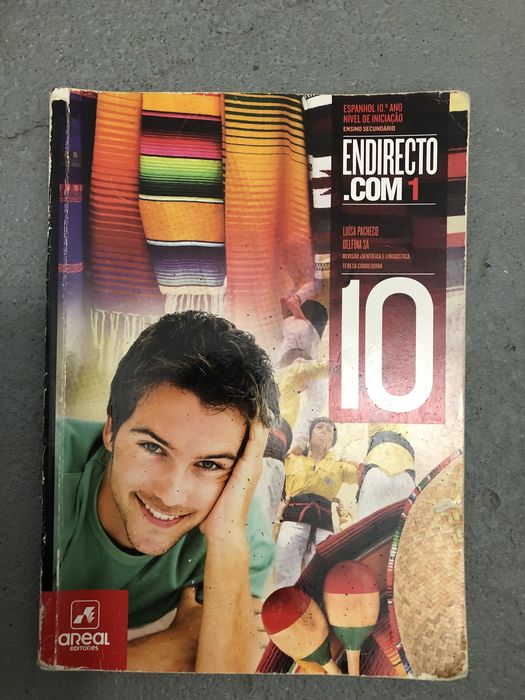 ESPANHOL 10.º ANO
NÍVEL DE INICIAÇÃO
ENSINO SECUNDÁRIO
ENDIRECTO
.COM 1
LUÍSA PACHECO
DELFINA SÁ
REVISÃO CIENTÍFICA E LINGUÍSTICA
TERESA CORREDOIRA
10
aReal
EDITORES